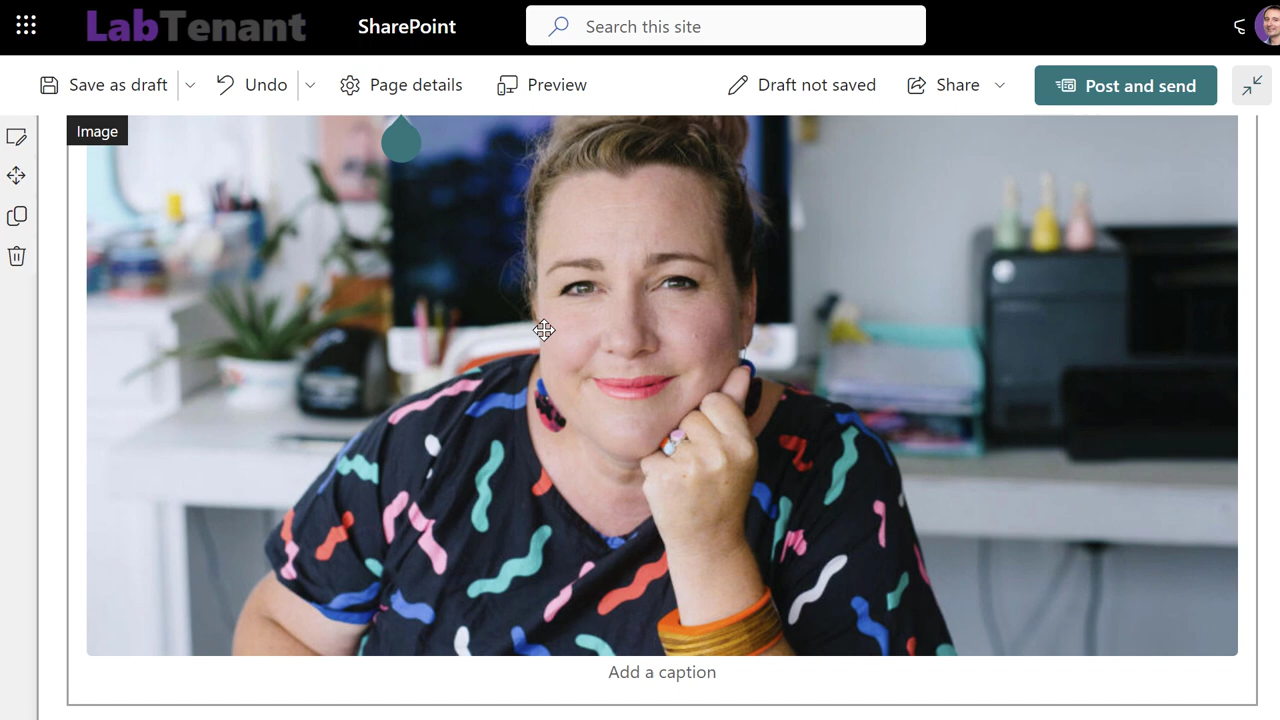 LabTenant
SharePoint
Search this site
Save as draft
Undo
Page details
Preview
Draft not saved
Share
Post and send
Image
Add a caption